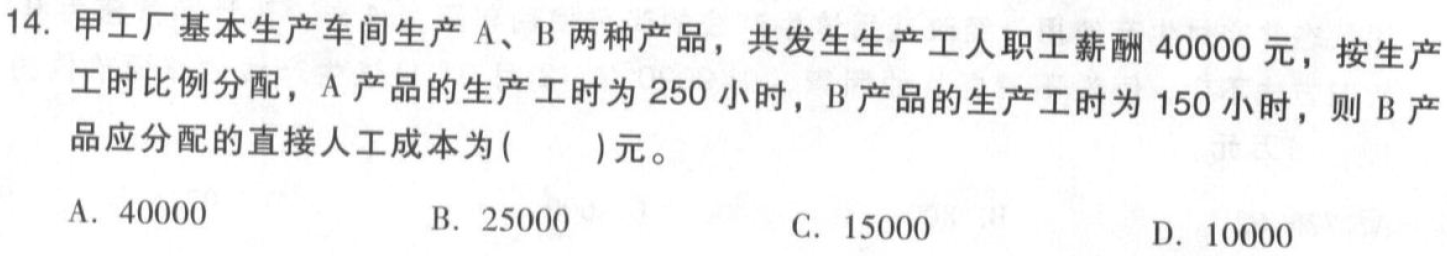 14. 甲工厂基本生产车间生产 A、B 两种产品，共发生生产工人职工薪酬 40000 元，按生产
工时比例分配，A 产品的生产工时为 250 小时，B 产品的生产工时为 150 小时，则 B 产
品应分配的直接人工成本为(　　)元。
A. 40000　B. 25000　C. 15000　D. 10000